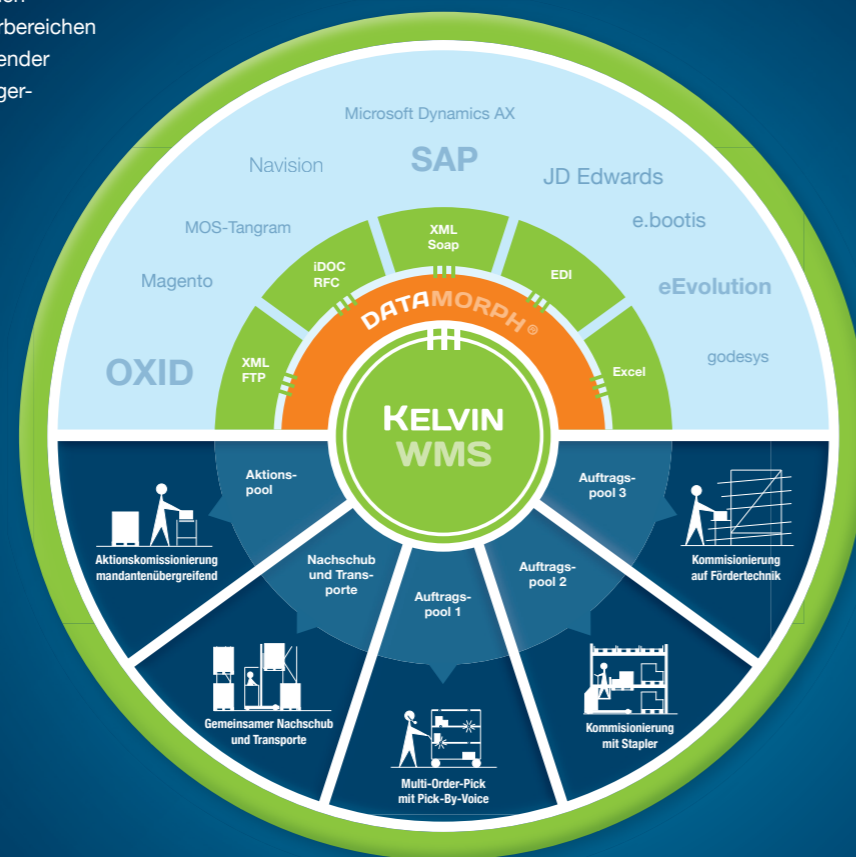 rbereichen
ender
ger-
Microsoft Dynamics AX
Navision
SAP
JD Edwards
MOS-Tangram
e.bootis
Magento
eEvolution
OXID
godesys
XML
FTP
iDOC
RFC
XML
Soap
EDI
Excel
DATAMORPH®
KELVIN
WMS
Aktions-
pool
Nachschub
und Trans-
porte
Auftrags-
pool 1
Auftrags-
pool 2
Auftrags-
pool 3
Aktionskomissionierung
mandantenübergreifend
Gemeinsamer Nachschub
und Transporte
Multi-Order-Pick
mit Pick-By-Voice
Kommisionierung
mit Stapler
Kommisionierung
auf Fördertechnik